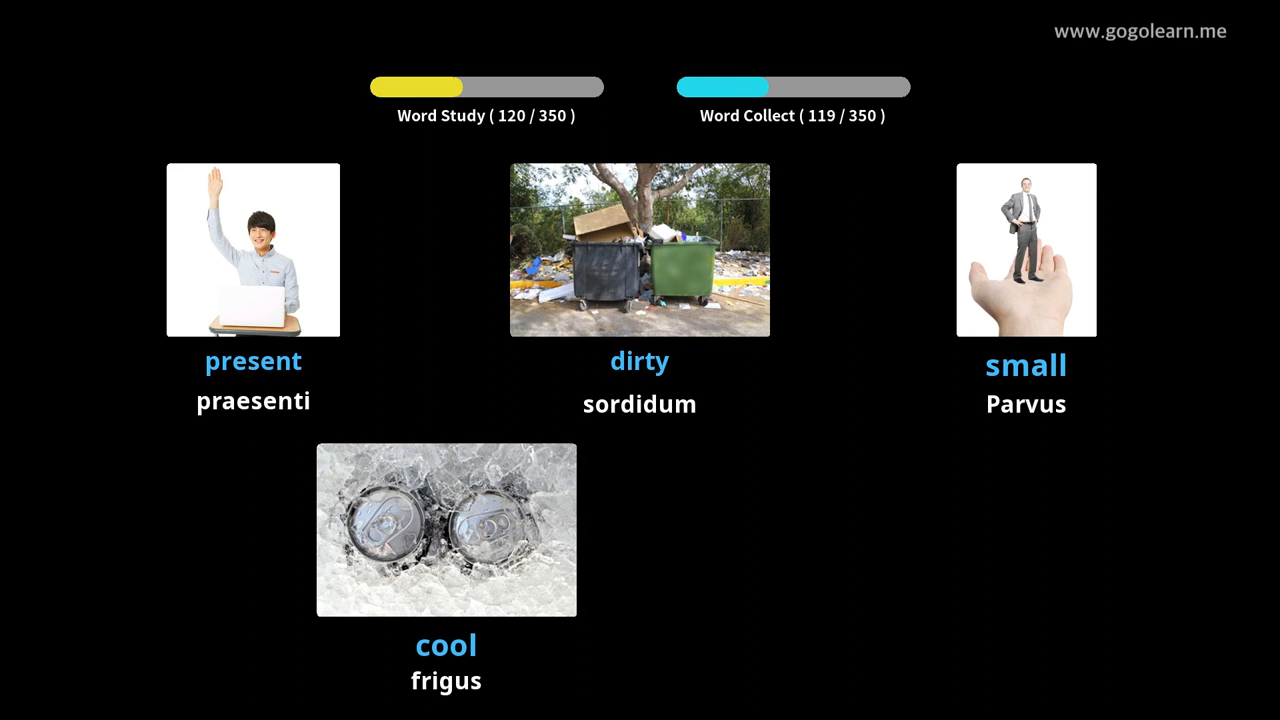 www.gogolearn.me
Word Study ( 120 / 350 )
Word Collect ( 119 / 350 )
present
praesenti
dirty
sordidum
small
Parvus
cool
frigus